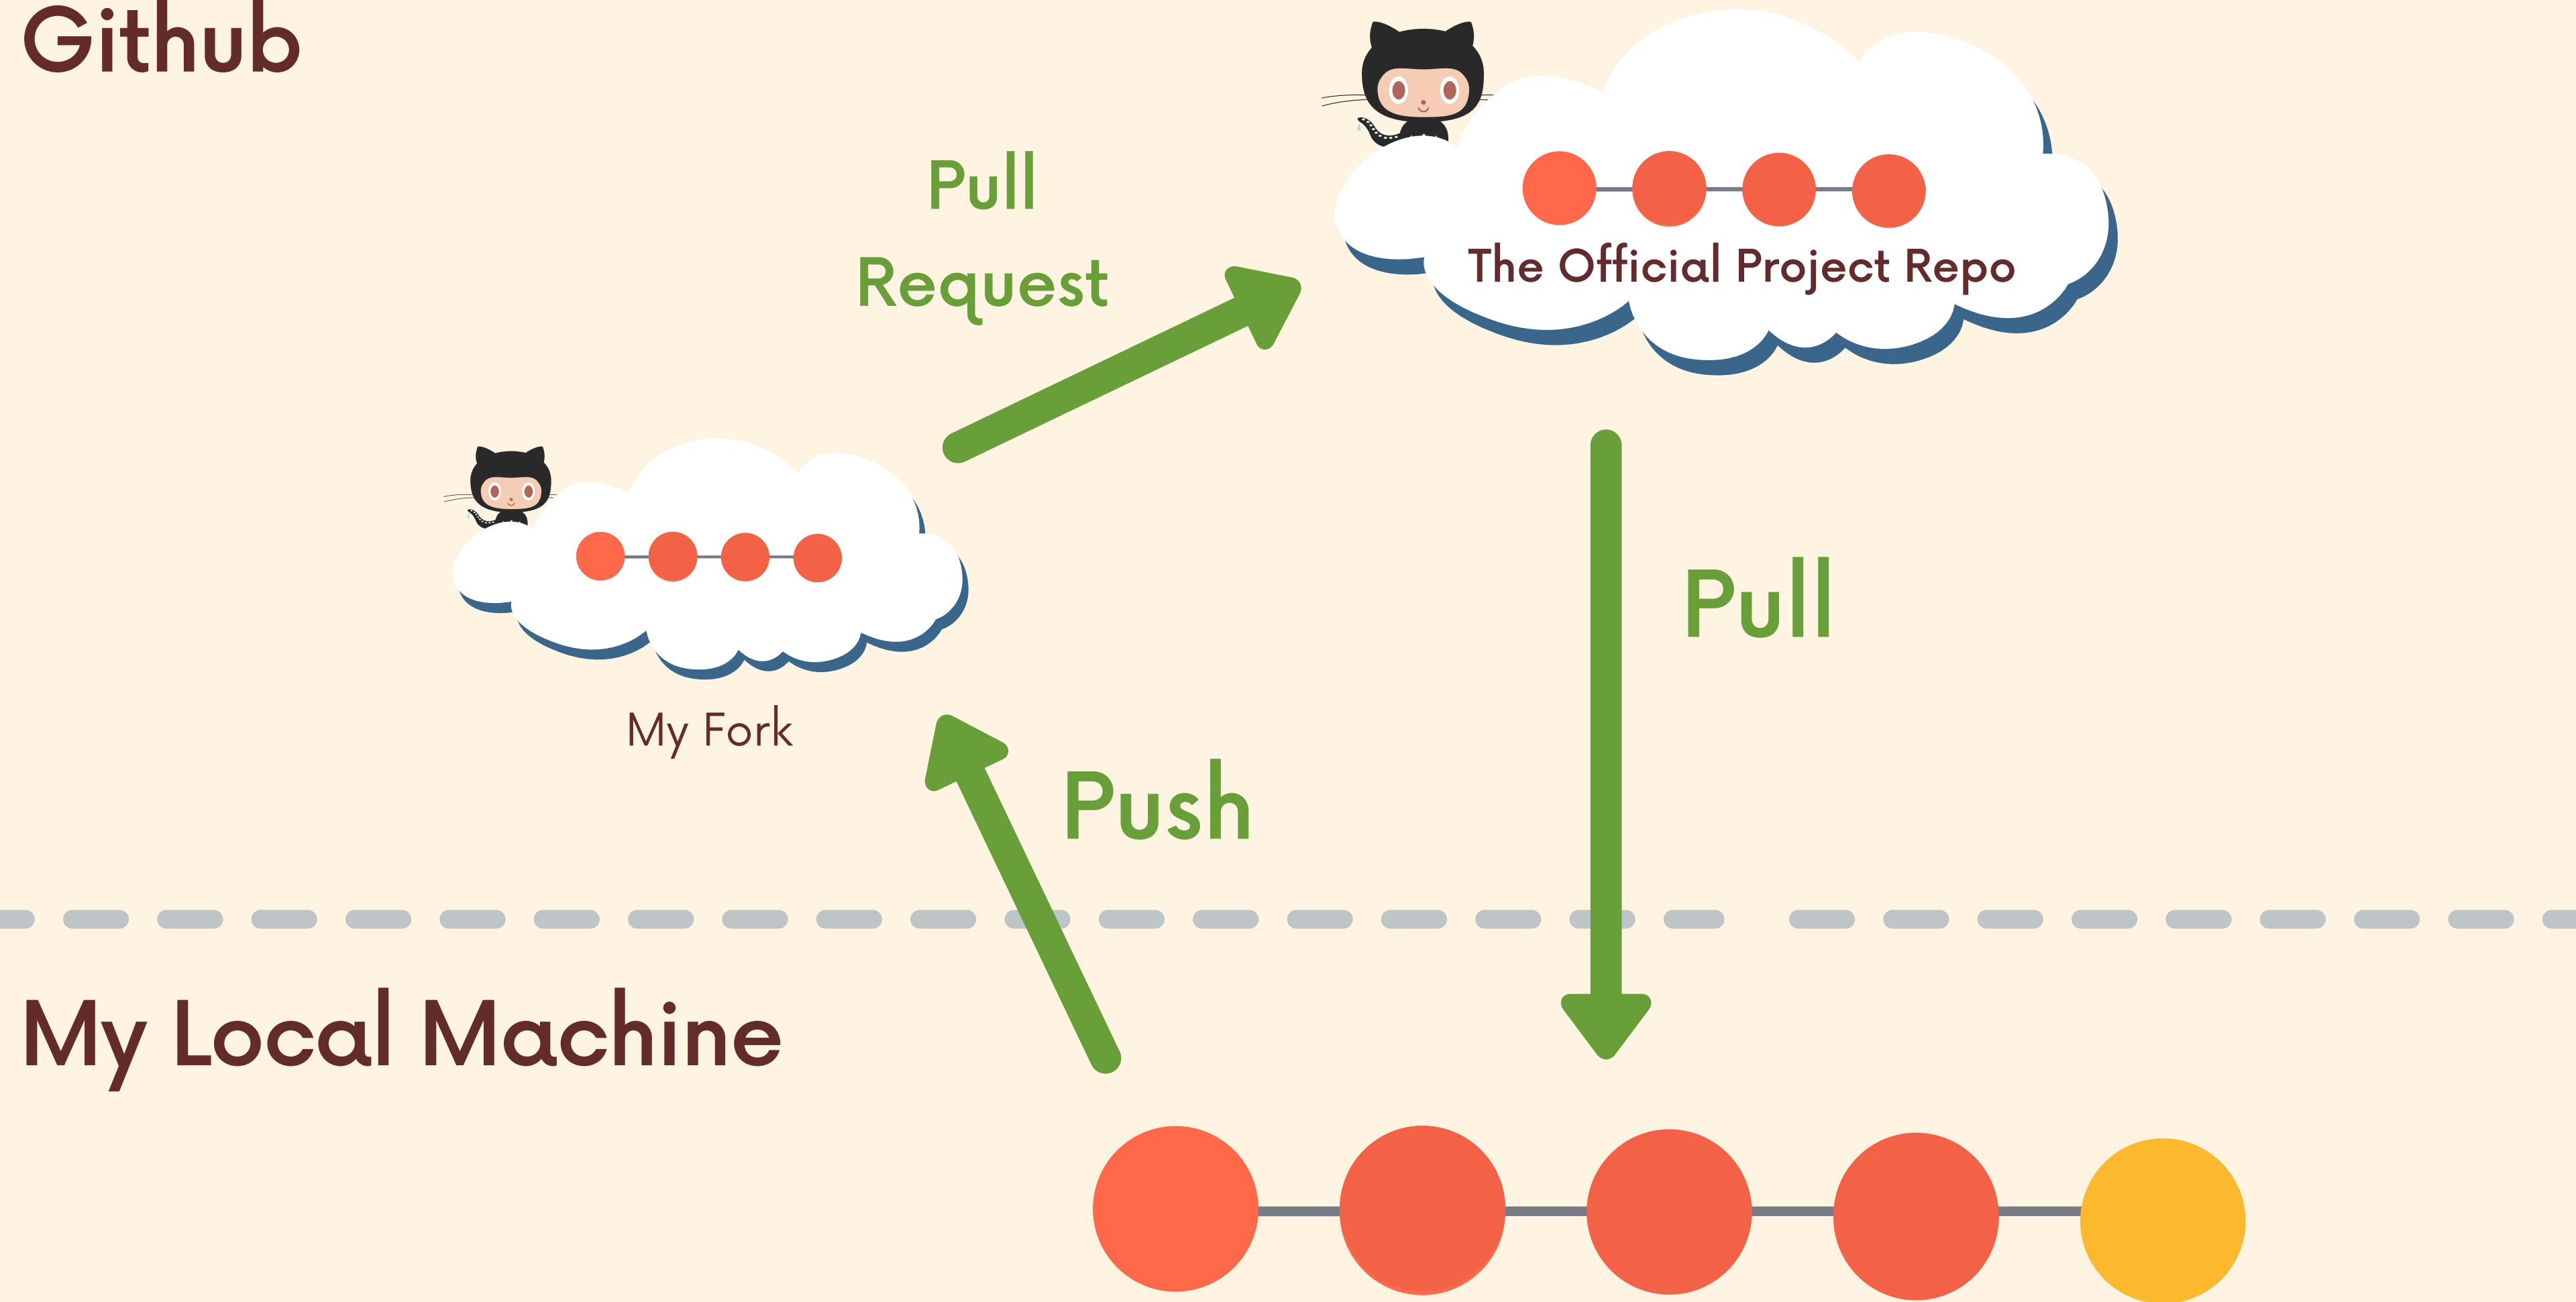 Github
Pull
Request
The Official Project Repo
Pull
My Fork
Push
My Local Machine